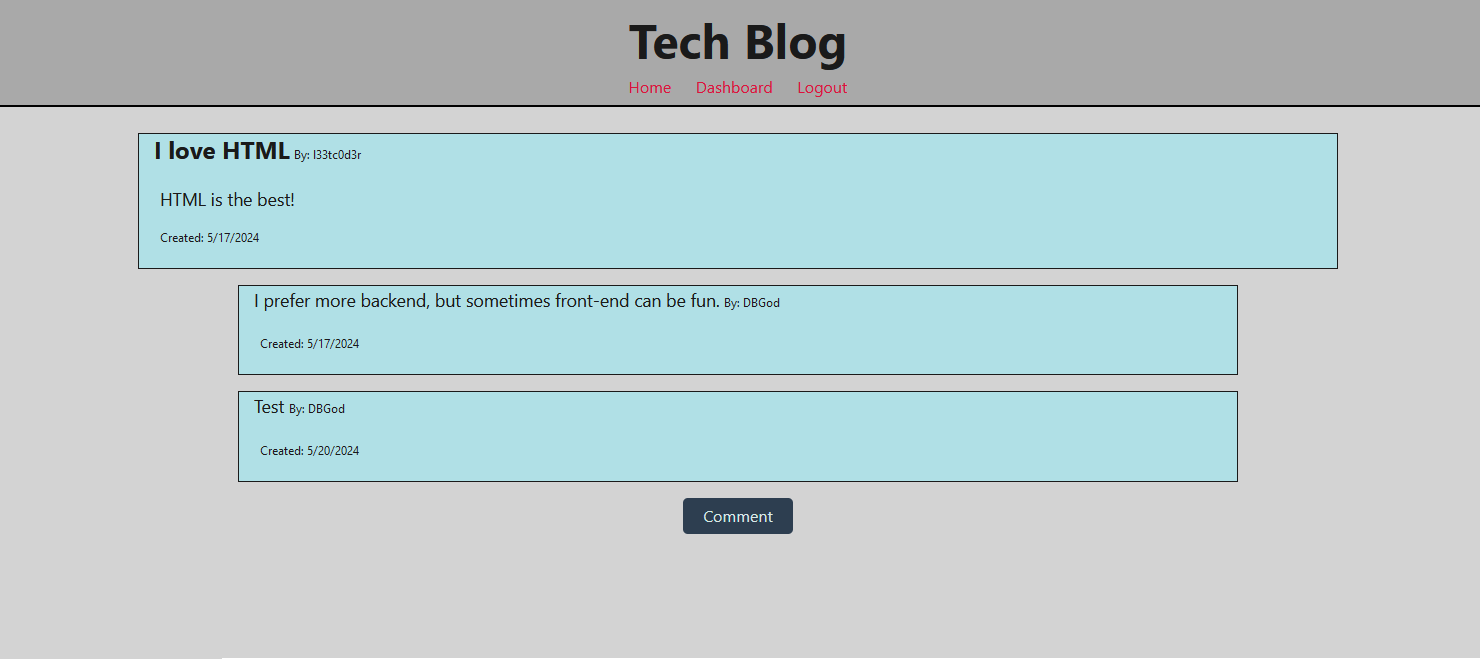 Tech Blog
Home Dashboard Logout
I love HTML By: l33tc0d3r
HTML is the best!
Created: 5/17/2024
I prefer more backend, but sometimes front-end can be fun. By: DBGod
Created: 5/17/2024
Test By: DBGod
Created: 5/20/2024
Comment